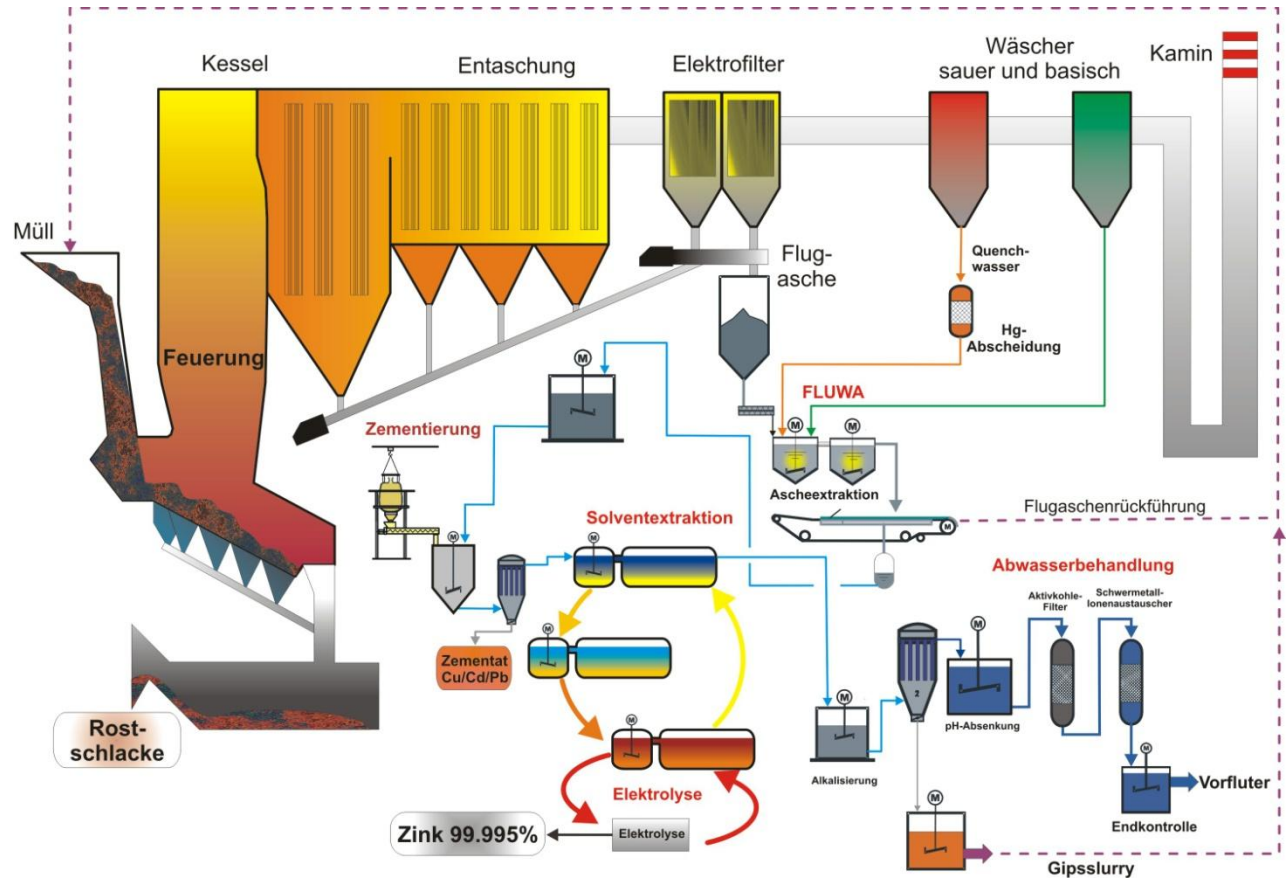 Kessel
Entaschung
Elektrofilter
Wäscher
sauer und basisch
Kamin
Müll
Feuerung
Flug-
asche
Quench-
wasser
Hg-
Abscheidung
M
FLUWA
M
M
Zementierung
Ascheextraktion
M
Solventextraktion
M
M
Flugaschenrückführung
Abwasserbehandlung
Aktivkohle-
Filter
Schwermetall-
Ionenaustauscher
M
M
Zementat
Cu/Cd/Pb
2
pH-Absenkung
M
M
Rost-
schlacke
Alkalisierung
M
Vorfluter
Elektrolyse
Endkontrolle
Zink 99.995%
Elektrolyse
M
Gipsslurry